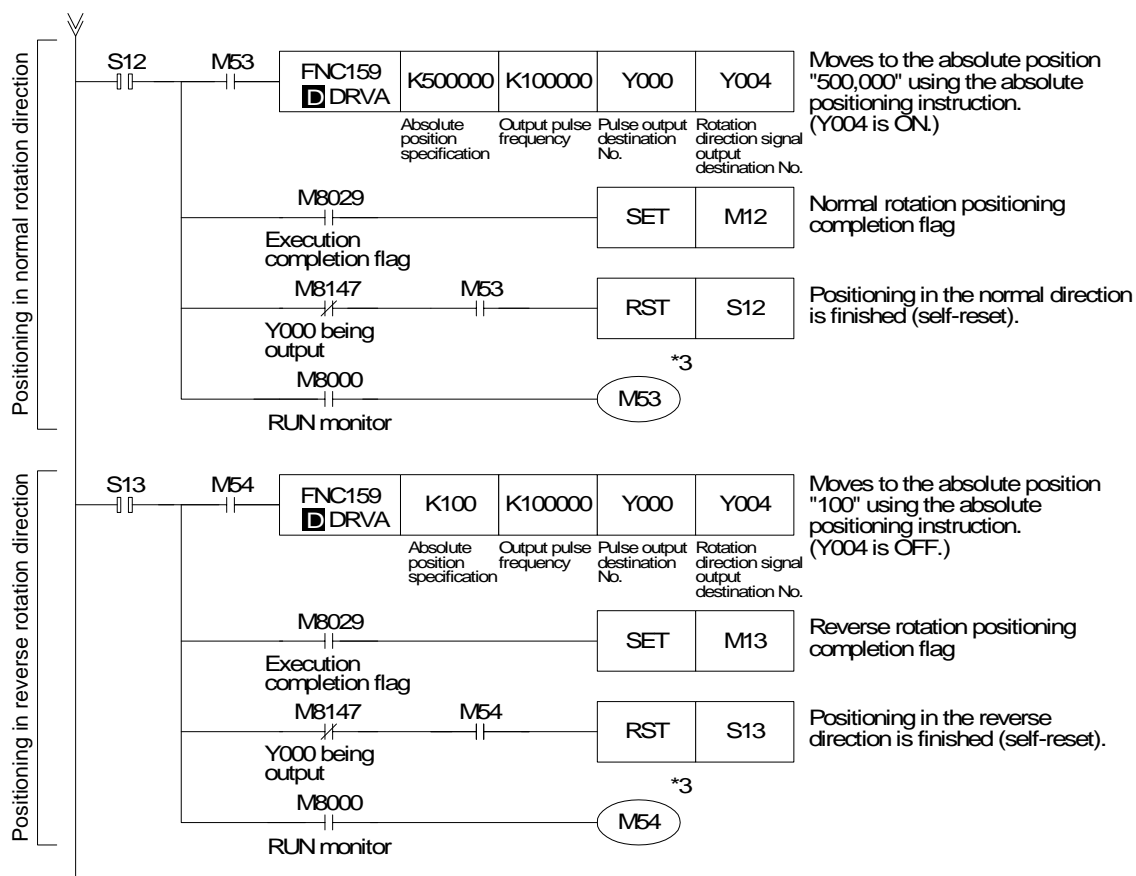 Positioning in normal rotation direction
S12
M53
FNC159
D DRVA
K500000
K100000
Y000
Y004
Absolute
position
specification
Output pulse
frequency
Pulse output
destination
No.
Rotation
direction signal
output
destination No.
Moves to the absolute position
"500,000" using the absolute
positioning instruction.
(Y004 is ON.)
M8029
Execution
completion flag
SET
M12
Normal rotation positioning
completion flag
M8147
Y000 being
output
M53
RST
S12
Positioning in the normal direction
is finished (self-reset).
M8000
RUN monitor
*3
M53
Positioning in reverse rotation direction
S13
M54
FNC159
D DRVA
K100
K100000
Y000
Y004
Absolute
position
specification
Output pulse
frequency
Pulse output
destination
No.
Rotation
direction signal
output
destination No.
Moves to the absolute position
"100" using the absolute
positioning instruction.
(Y004 is OFF.)
M8029
Execution
completion flag
SET
M13
Reverse rotation positioning
completion flag
M8147
Y000 being
output
M54
RST
S13
Positioning in the reverse
direction is finished (self-reset).
M8000
RUN monitor
*3
M54